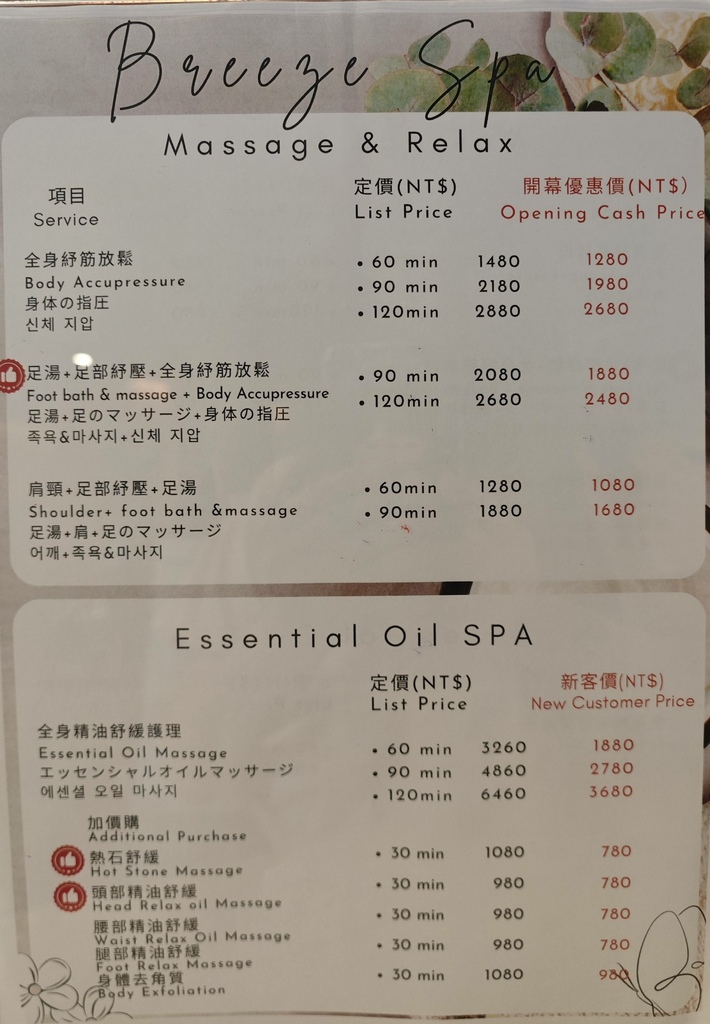 Breeze Spa
Massage & Relax
項目 定價(NT$) 開幕優惠價(NT$)
Service List Price Opening Cash Price
全身紓筋放鬆 • 60 min 1480 1280
Body Accupressure • 90 min 2180 1980
身体の指圧 • 120min 2880 2680
신체 지압
足湯+足部紓壓+全身紓筋放鬆 • 90 min 2080 1880
Foot bath & massage + Body Accupressure • 120min 2680 2480
足湯+足のマッサージ+身体の指圧
족욕&마사지+신체 지압
肩頸+足部紓壓+足湯 • 60min 1280 1080
Shoulder+ foot bath &massage • 90min 1880 1680
足湯+肩+足のマッサージ
어깨+족욕&마사지
Essential Oil SPA
定價(NT$) 新客價(NT$)
List Price New Customer Price
全身精油舒緩護理
Essential Oil Massage • 60 min 3260 1880
エッセンシャルオイルマッサージ • 90 min 4860 2780
에센셜 오일 마사지 • 120min 6460 3680
加價購
Additional Purchase
熱石舒緩 • 30 min 1080 780
Hot Stone Massage
頭部精油舒緩 • 30 min 980 780
Head Relax oil Massage
腰部精油舒緩 • 30 min 980 780
Waist Relax Oil Massage
腿部精油舒緩 • 30 min 980 780
Foot Relax Massage
身體去角質 • 30 min 1080 980
Body Exfoliation